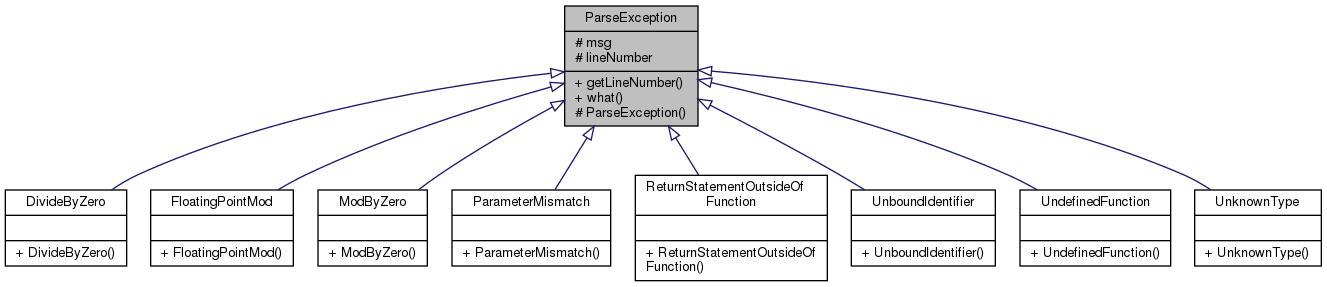 ParseException
# msg
# lineNumber
+ getLineNumber()
+ what()
# ParseException()
DivideByZero
+ DivideByZero()
FloatingPointMod
+ FloatingPointMod()
ModByZero
+ ModByZero()
ParameterMismatch
+ ParameterMismatch()
ReturnStatementOutsideOf
Function
+ ReturnStatementOutsideOf
Function()
UnboundIdentifier
+ UnboundIdentifier()
UndefinedFunction
+ UndefinedFunction()
UnknownType
+ UnknownType()